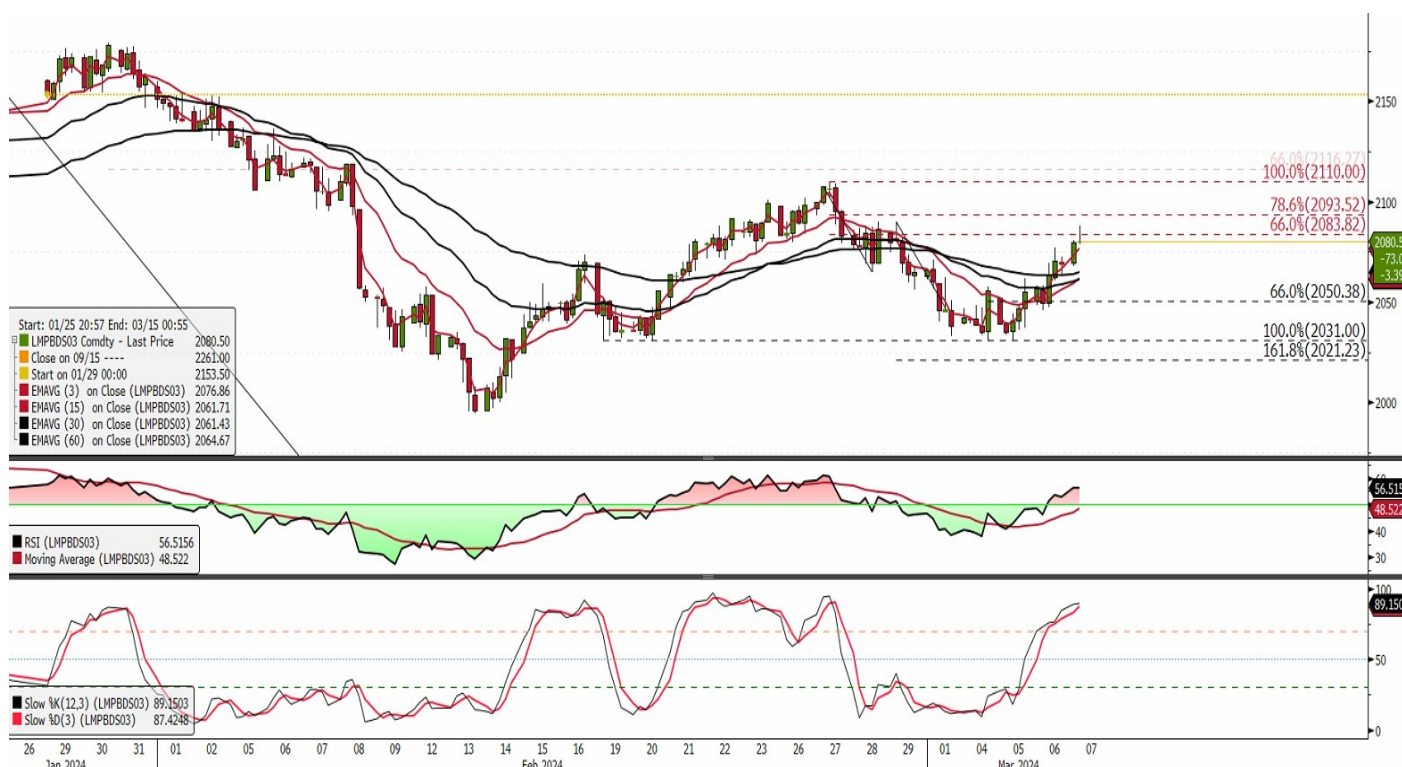 2150
66.0%(2116.27)
100.0%(2110.00)
2100
78.6%(2093.52)
66.0%(2083.82)
2080.5
-73.0
-3.39
66.0%(2050.38)
2050
100.0%(2031.00)
161.8%(2021.23)
2000
Start: 01/25 20:57 End: 03/15 00:55
LMPBDS03 Comdty - Last Price 2080.50
Close on 09/15 ---- 2261.00
Start on 01/29 00:00 2153.50
EMAVG (3) on Close (LMPBDS03) 2076.86
EMAVG (15) on Close (LMPBDS03) 2061.71
EMAVG (30) on Close (LMPBDS03) 2061.43
EMAVG (60) on Close (LMPBDS03) 2064.67
60
56.515
48.522
40
30
RSI (LMPBDS03) 56.5156
Moving Average (LMPBDS03) 48.522
100
89.150
50
0
Slow %K(12,3) (LMPBDS03) 89.1503
Slow %D(3) (LMPBDS03) 87.4248
26 29 30 31 01 02 05 06 07 08 09 12 13 14 15 16 19 20 21 22 23 26 27 28 29 01 04 05 06 07
Jan 2024 Feb 2024 Mar 2024